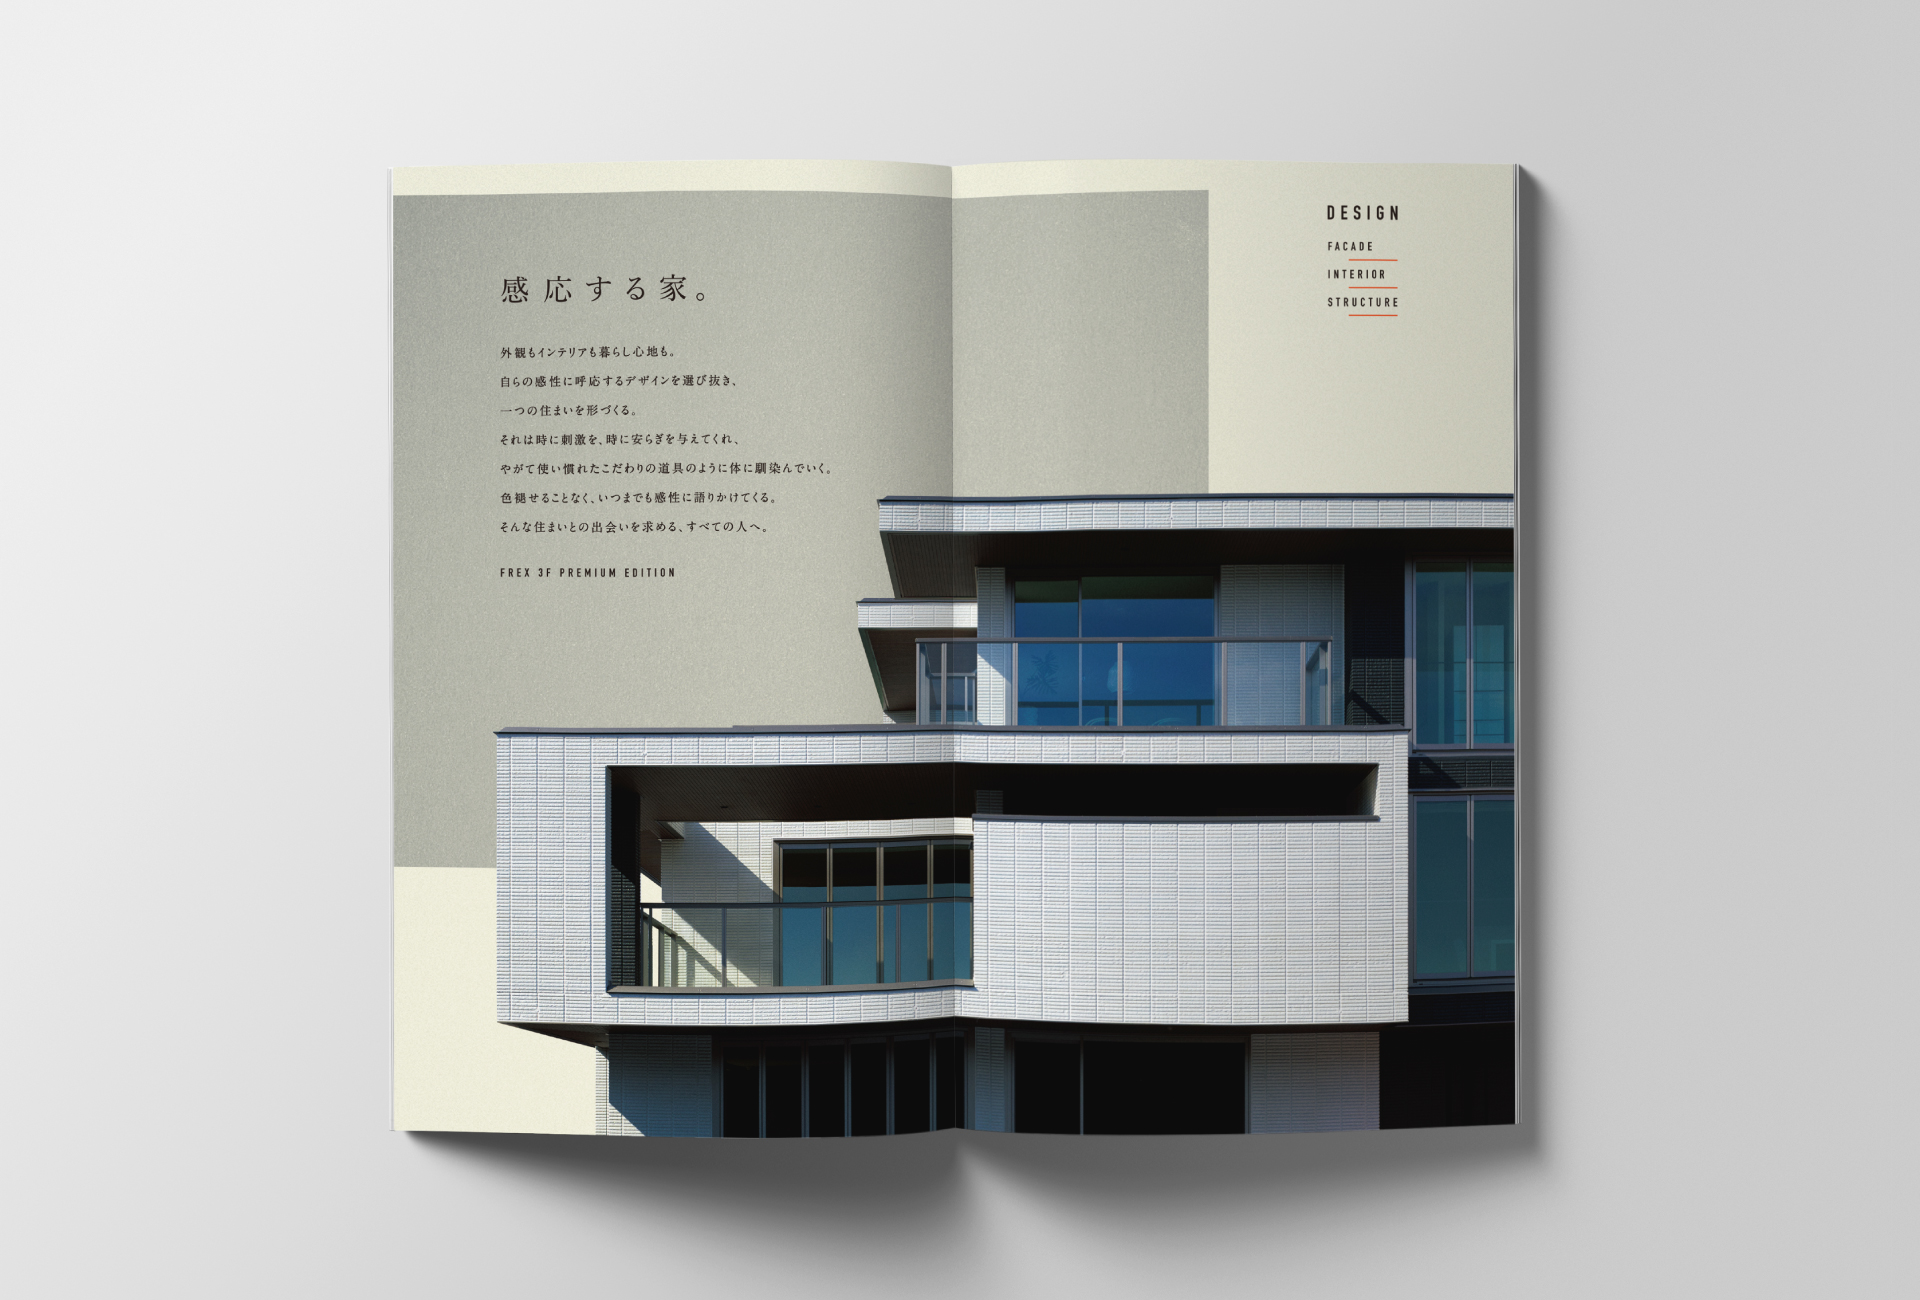 感応する家。
外観もインテリアも暮らし心地も。
自らの感性に呼応するデザインを選び抜き、
一つの住まいを形づくる。
それは時に刺激を、時に安らぎを与えてくれ、
やがて使い慣れたこだわりの道具のように体に馴染んでいく。
色褪せることなく、いつまでも感性に語りかけてくる。
そんな住まいとの出会いを求める、すべての人へ。
FREX 3F PREMIUM EDITION
DESIGN
FACADE
INTERIOR
STRUCTURE